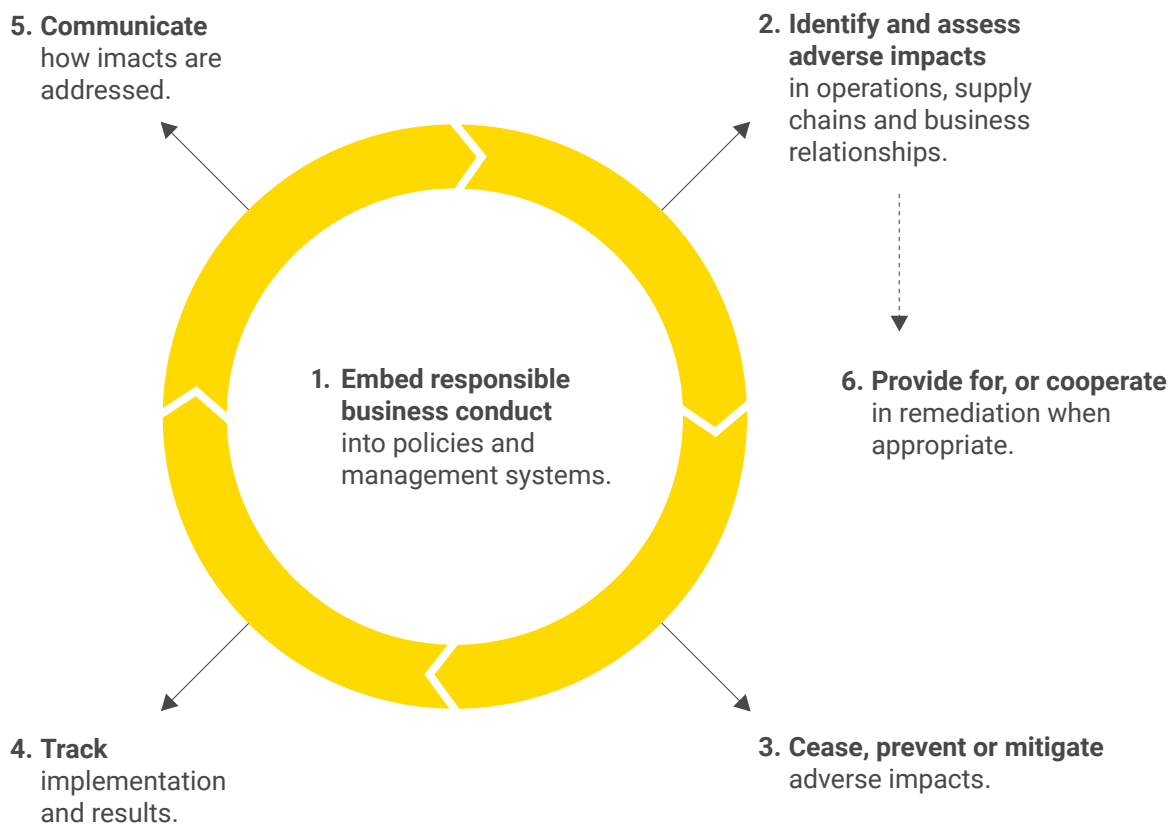 5. Communicate
how imacts are
addressed.
2. Identify and assess
adverse impacts
in operations, supply
chains and business
relationships.
1. Embed responsible
business conduct
into policies and
management systems.
6. Provide for, or cooperate
in remediation when
appropriate.
4. Track
implementation
and results.
3. Cease, prevent or mitigate
adverse impacts.